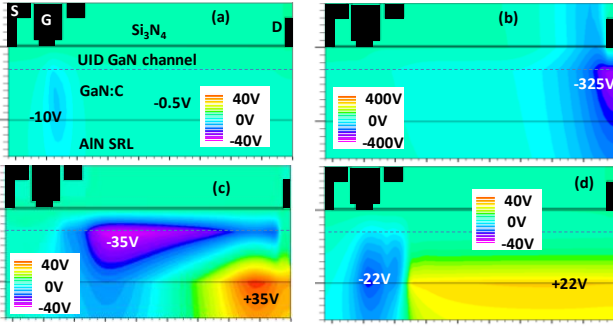 S
G
Si₃N₄
(a)
D
UID GaN channel
GaN:C
-10V
-0.5V
40V
0V
-40V
AlN SRL
(b)
-325V
400V
0V
-400V
(c)
-35V
40V
0V
-40V
+35V
(d)
40V
0V
-40V
-22V
+22V